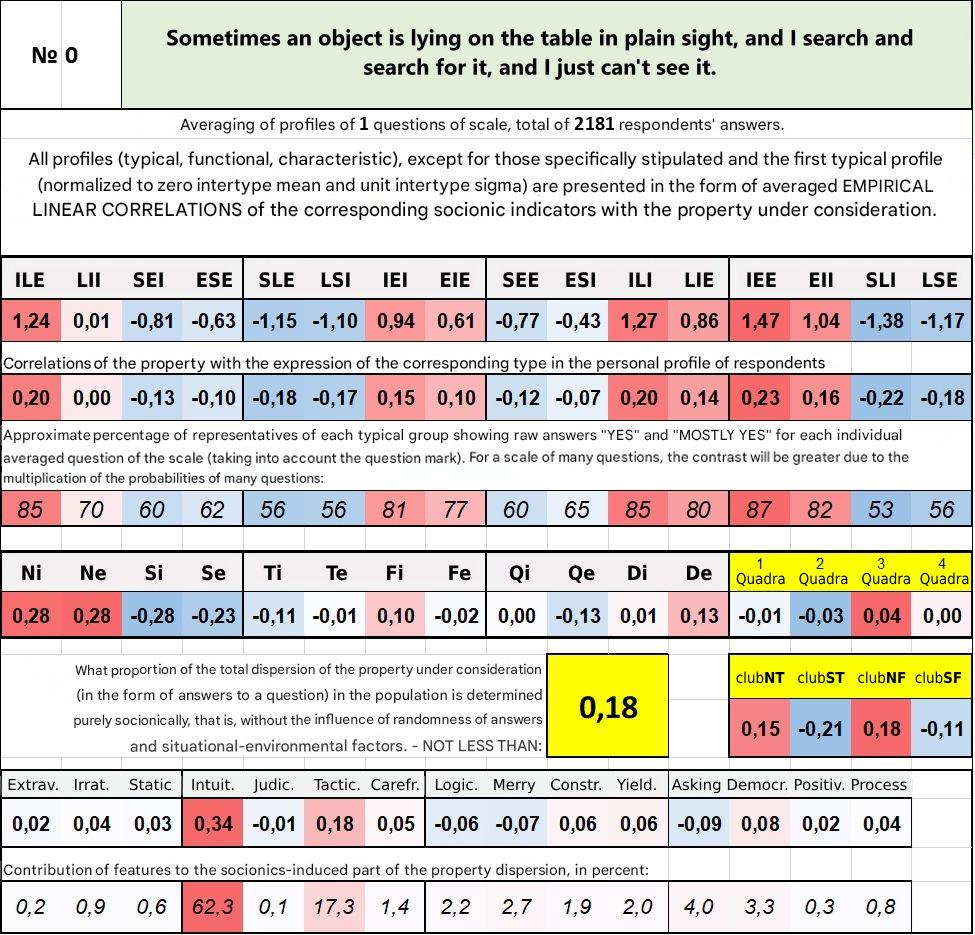 № 0
Sometimes an object is lying on the table in plain sight, and I search and
search for it, and I just can't see it.
Averaging of profiles of 1 questions of scale, total of 2181 respondents' answers.
All profiles (typical, functional, characteristic), except for those specifically stipulated and the first typical profile
(normalized to zero intertype mean and unit intertype sigma) are presented in the form of averaged EMPIRICAL
LINEAR CORRELATIONS of the corresponding socionic indicators with the property under consideration.
ILE LII SEI ESE SLE LSI IEI EIE SEE ESI ILI LIE IEE EII SLI LSE
1,24 0,01 -0,81 -0,63 -1,15 -1,10 0,94 0,61 -0,77 -0,43 1,27 0,86 1,47 1,04 -1,38 -1,17
Correlations of the property with the expression of the corresponding type in the personal profile of respondents
0,20 0,00 -0,13 -0,10 -0,18 -0,17 0,15 0,10 -0,12 -0,07 0,20 0,14 0,23 0,16 -0,22 -0,18
Approximate percentage of representatives of each typical group showing raw answers "YES" and "MOSTLY YES" for each individual
averaged question of the scale (taking into account the question mark). For a scale of many questions, the contrast will be greater due to the
multiplication of the probabilities of many questions:
85 70 60 62 56 56 81 77 60 65 85 80 87 82 53 56
Ni Ne Si Se Ti Te Fi Fe Qi Qe Di De 1 Quadra 2 Quadra 3 Quadra 4 Quadra
0,28 0,28 -0,28 -0,23 -0,11 -0,01 0,10 -0,02 0,00 -0,13 0,01 0,13 -0,01 -0,03 0,04 0,00
What proportion of the total dispersion of the property under consideration
(in the form of answers to a question) in the population is determined
purely socionically, that is, without the influence of randomness of answers
and situational-environmental factors. - NOT LESS THAN:
0,18
clubNT clubST clubNF clubSF
0,15 -0,21 0,18 -0,11
Extrav. Irrat. Static Intuit. Judic. Tactic. Carefr. Logic. Merry Constr. Yield. Asking Democr. Positiv. Process
0,02 0,04 0,03 0,34 -0,01 0,18 0,05 -0,06 -0,07 0,06 0,06 -0,09 0,08 0,02 0,04
Contribution of features to the socionics-induced part of the property dispersion, in percent:
0,2 0,9 0,6 62,3 0,1 17,3 1,4 2,2 2,7 1,9 2,0 4,0 3,3 0,3 0,8